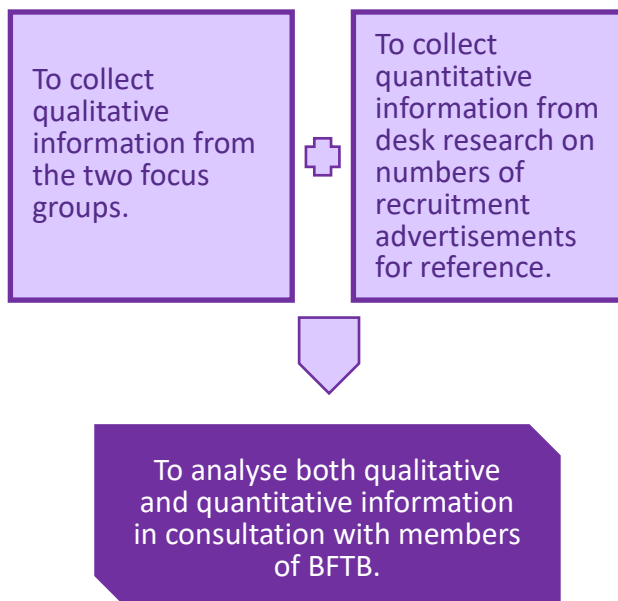 To collect
qualitative
information from
the two focus
groups.
To collect
quantitative
information from
desk research on
numbers of
recruitment
advertisements
for reference.
To analyse both qualitative
and quantitative information
in consultation with members
of BFTB.